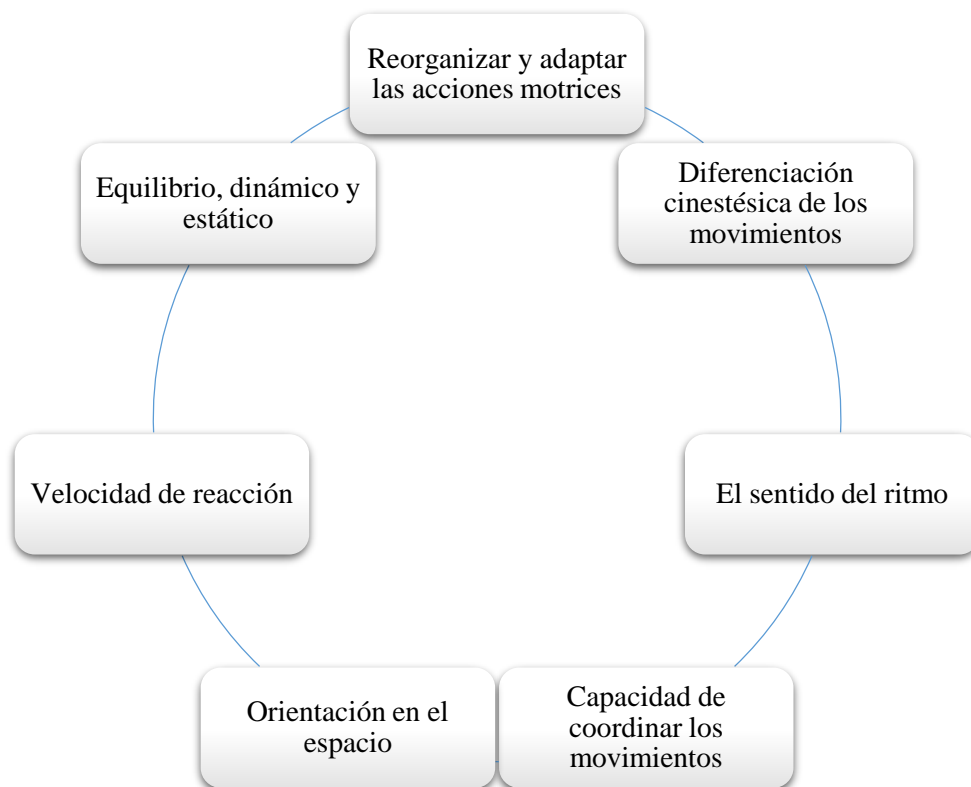 Reorganizar y adaptar
las acciones motrices
Diferenciación
cinestésica de los
movimientos
El sentido del ritmo
Capacidad de
coordinar los
movimientos
Orientación en el
espacio
Velocidad de reacción
Equilibrio, dinámico y
estático